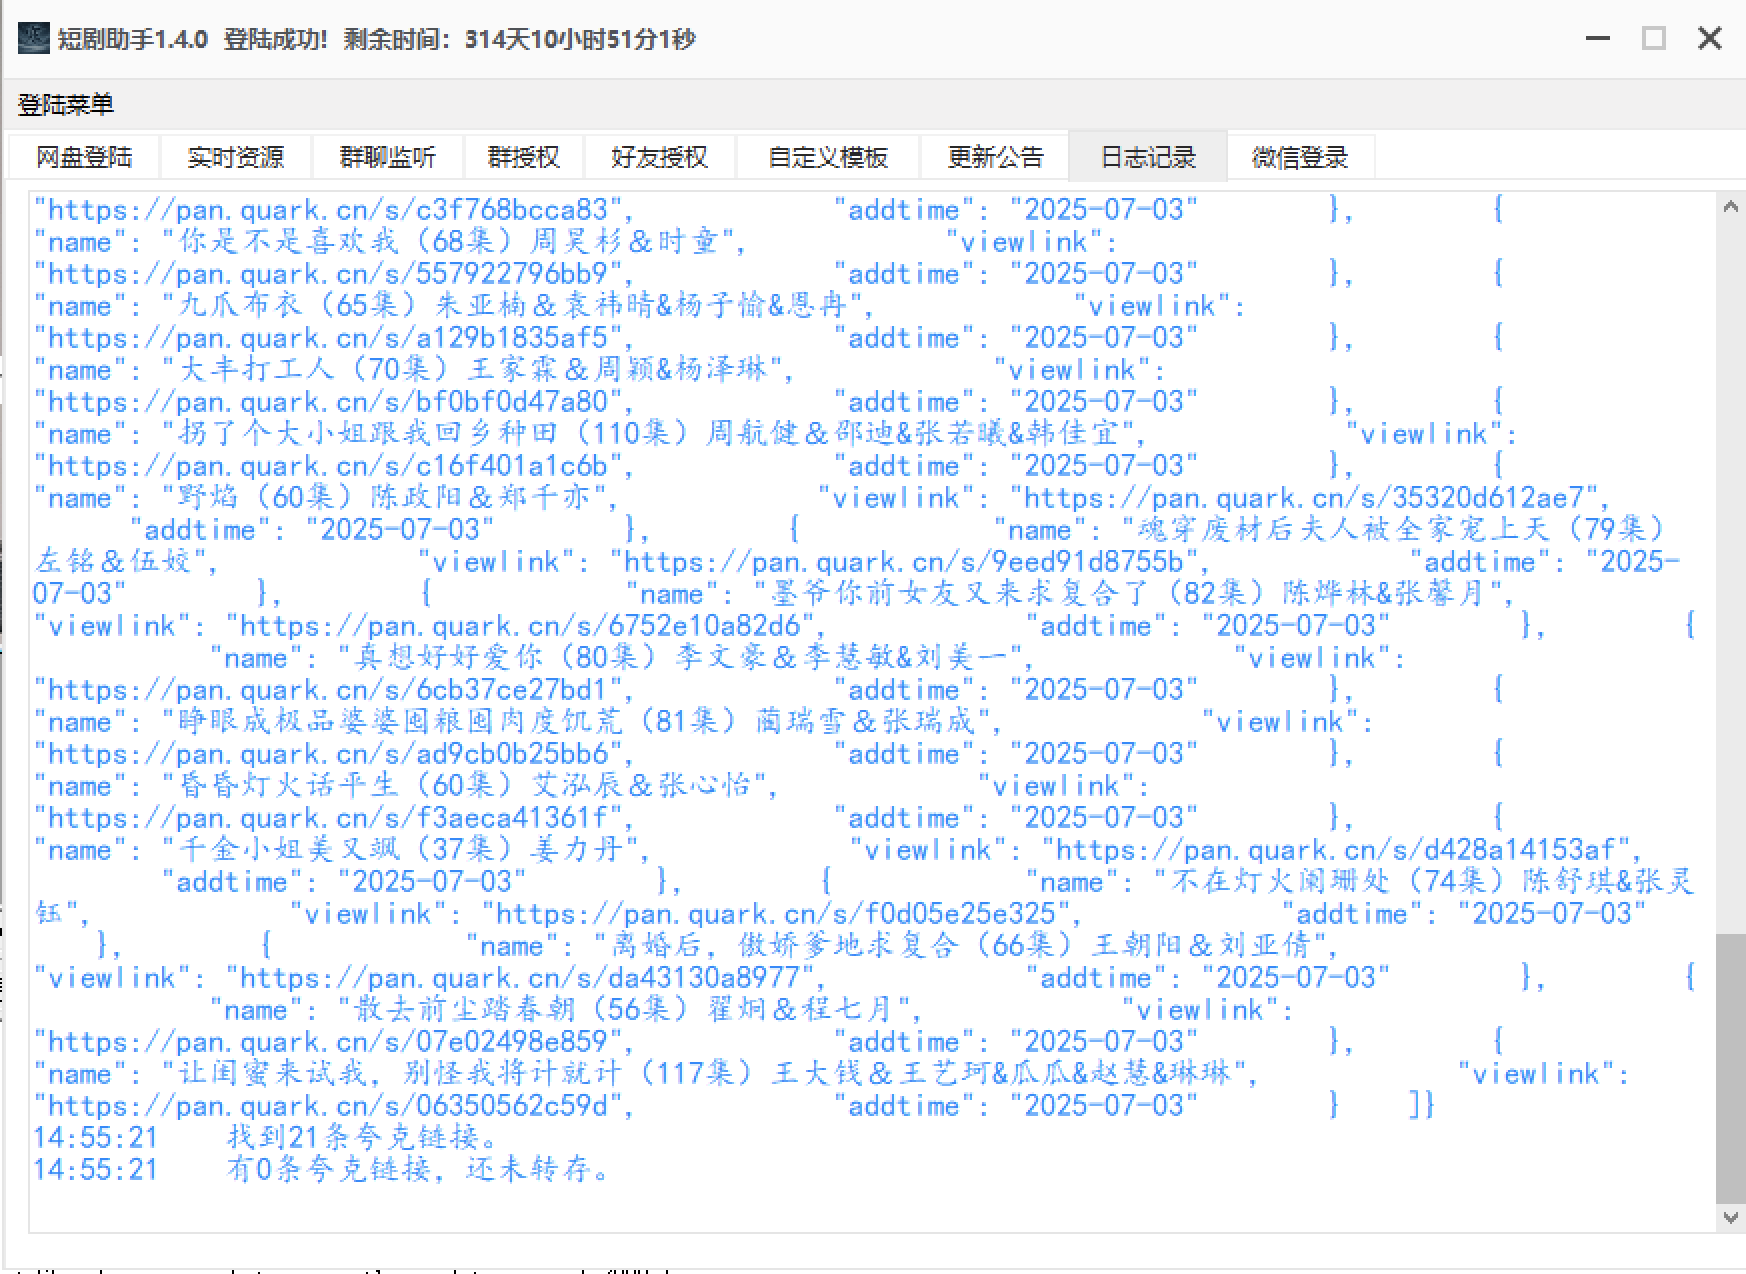 短剧助手1.4.0 登陆成功! 剩余时间: 314天10小时51分1秒
登陆菜单
网盘登陆 实时资源 群聊监听 群授权 好友授权 自定义模板 更新公告 日志记录 微信登录
"https://pan.quark.cn/s/c3f768bcca83", "addtime": "2025-07-03" }, {
"name": "你是不是喜欢我（68集）周昊杉＆时童", "viewlink":
"https://pan.quark.cn/s/557922796bb9", "addtime": "2025-07-03" }, {
"name": "九爪布衣（65集）朱亚楠＆袁祎晴&杨子愉&恩冉", "viewlink":
"https://pan.quark.cn/s/a129b1835af5", "addtime": "2025-07-03" }, {
"name": "大丰打工人（70集）王家霖＆周颖&杨泽琳", "viewlink":
"https://pan.quark.cn/s/bf0bf0d47a80", "addtime": "2025-07-03" }, {
"name": "拐了个大小姐跟我回乡种田（110集）周航健＆邵迪&张若曦&韩佳宜", "viewlink":
"https://pan.quark.cn/s/c16f401a1c6b", "addtime": "2025-07-03" }, {
"name": "野焰（60集）陈政阳＆郑千亦", "viewlink": "https://pan.quark.cn/s/35320d612ae7",
"addtime": "2025-07-03" }, { "name": "魂穿废材后夫人被全家宠上天（79集）
左铭＆伍姣", "viewlink": "https://pan.quark.cn/s/9eed91d8755b", "addtime": "2025-
07-03" }, { "name": "墨爷你前女友又来求复合了（82集）陈烨林&张馨月",
"viewlink": "https://pan.quark.cn/s/6752e10a82d6", "addtime": "2025-07-03" }, {
"name": "真想好好爱你（80集）李文豪＆李慧敏&刘美一", "viewlink":
"https://pan.quark.cn/s/6cb37ce27bd1", "addtime": "2025-07-03" }, {
"name": "睁眼成极品婆婆囤粮囤肉度饥荒（81集）蔺瑞雪＆张瑞成", "viewlink":
"https://pan.quark.cn/s/ad9cb0b25bb6", "addtime": "2025-07-03" }, {
"name": "昏昏灯火话平生（60集）艾泓辰＆张心怡", "viewlink":
"https://pan.quark.cn/s/f3aeca41361f", "addtime": "2025-07-03" }, {
"name": "千金小姐美又飒（37集）姜力丹", "viewlink": "https://pan.quark.cn/s/d428a14153af",
"addtime": "2025-07-03" }, { "name": "不在灯火阑珊处（74集）陈舒琪&张灵
钰", "viewlink": "https://pan.quark.cn/s/f0d05e25e325", "addtime": "2025-07-03"
}, { "name": "离婚后，傲娇爹地求复合（66集）王朝阳＆刘亚倩",
"viewlink": "https://pan.quark.cn/s/da43130a8977", "addtime": "2025-07-03" }, {
"name": "散去前尘踏春朝（56集）翟炯＆程七月", "viewlink":
"https://pan.quark.cn/s/07e02498e859", "addtime": "2025-07-03" }, {
"name": "让闺蜜来试我，别怪我将计就计（117集）王大钱＆王艺珂&瓜瓜&赵慧&琳琳", "viewlink":
"https://pan.quark.cn/s/06350562c59d", "addtime": "2025-07-03" } ]}
14:55:21 找到21条夸克链接。
14:55:21 有0条夸克链接，还未转存。